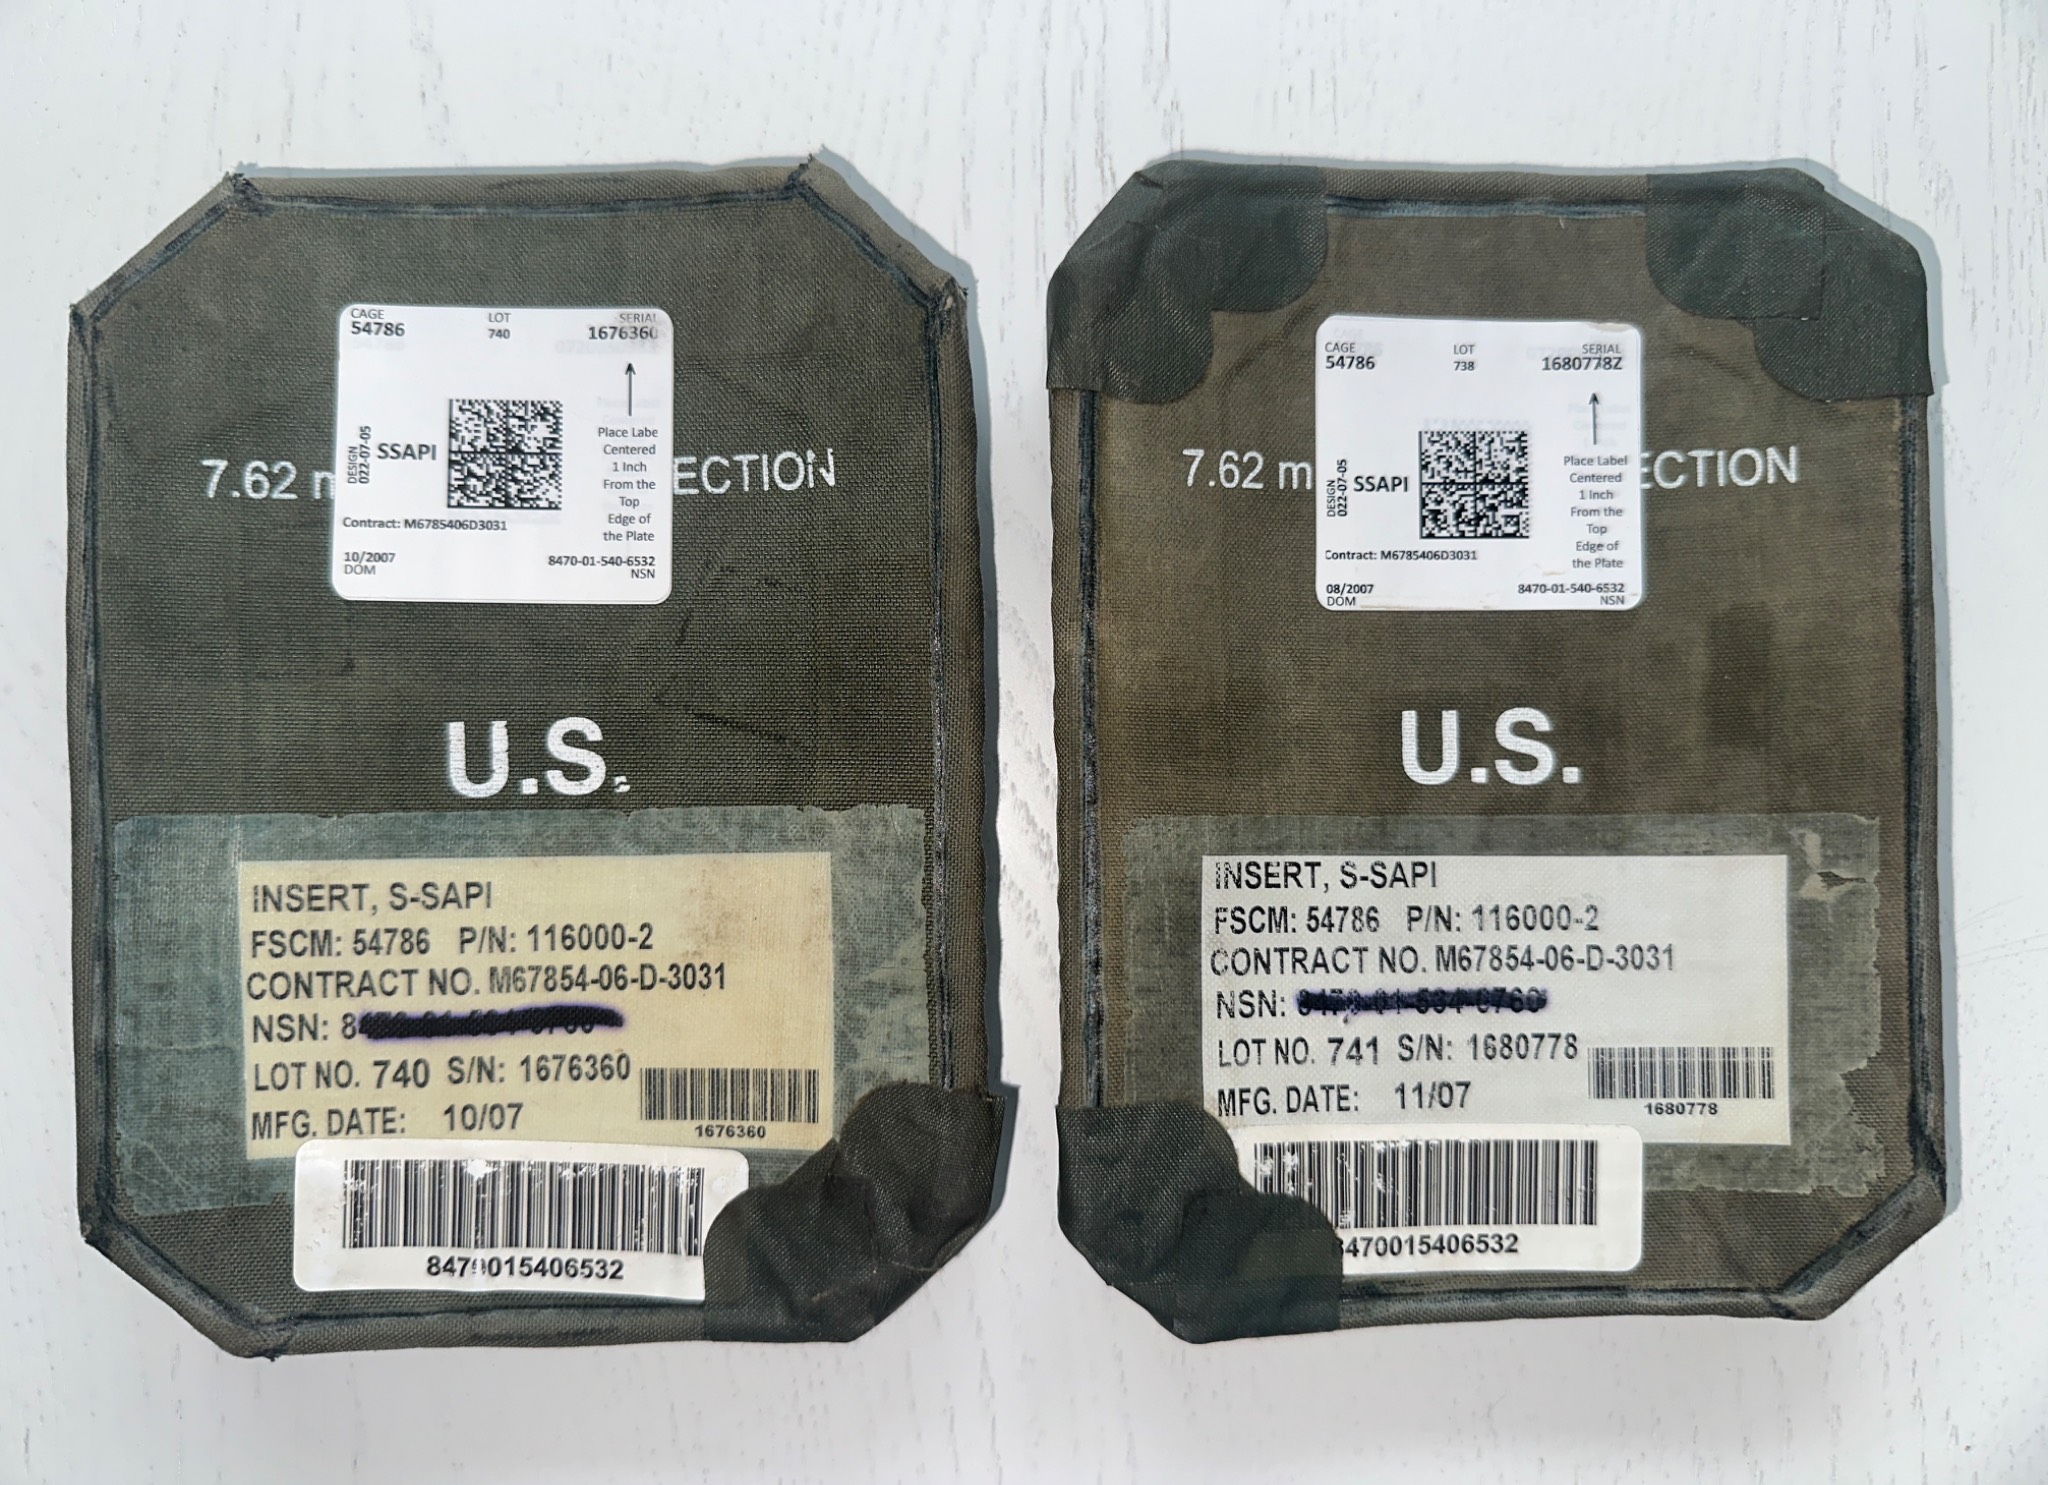 CAGE LOT SERIAL
54786 740 1676360
Place Label
Centered
1 Inch
From the
Top
Edge of
the Plate
DESIGN
022-07-05
SSAPI
Contract: M6785406D3031
10/2007 8470-01-540-6532
DOM NSN
7.62 m ECTION
U.S.
INSERT, S-SAPI
FSCM: 54786 P/N: 116000-2
CONTRACT NO. M67854-06-D-3031
NSN: 8
LOT NO. 740 S/N: 1676360
MFG. DATE: 10/07
1676360
8470015406532
CAGE LOT SERIAL
54786 738 1680778Z
Place Label
Centered
1 Inch
From the
Top
Edge of
the Plate
DESIGN
022-07-05
SSAPI
Contract: M6785406D3031
08/2007 8470-01-540-6532
DOM NSN
7.62 m ECTION
U.S.
INSERT, S-SAPI
FSCM: 54786 P/N: 116000-2
CONTRACT NO. M67854-06-D-3031
NSN:
LOT NO. 741 S/N: 1680778
MFG. DATE: 11/07
1680778
8470015406532